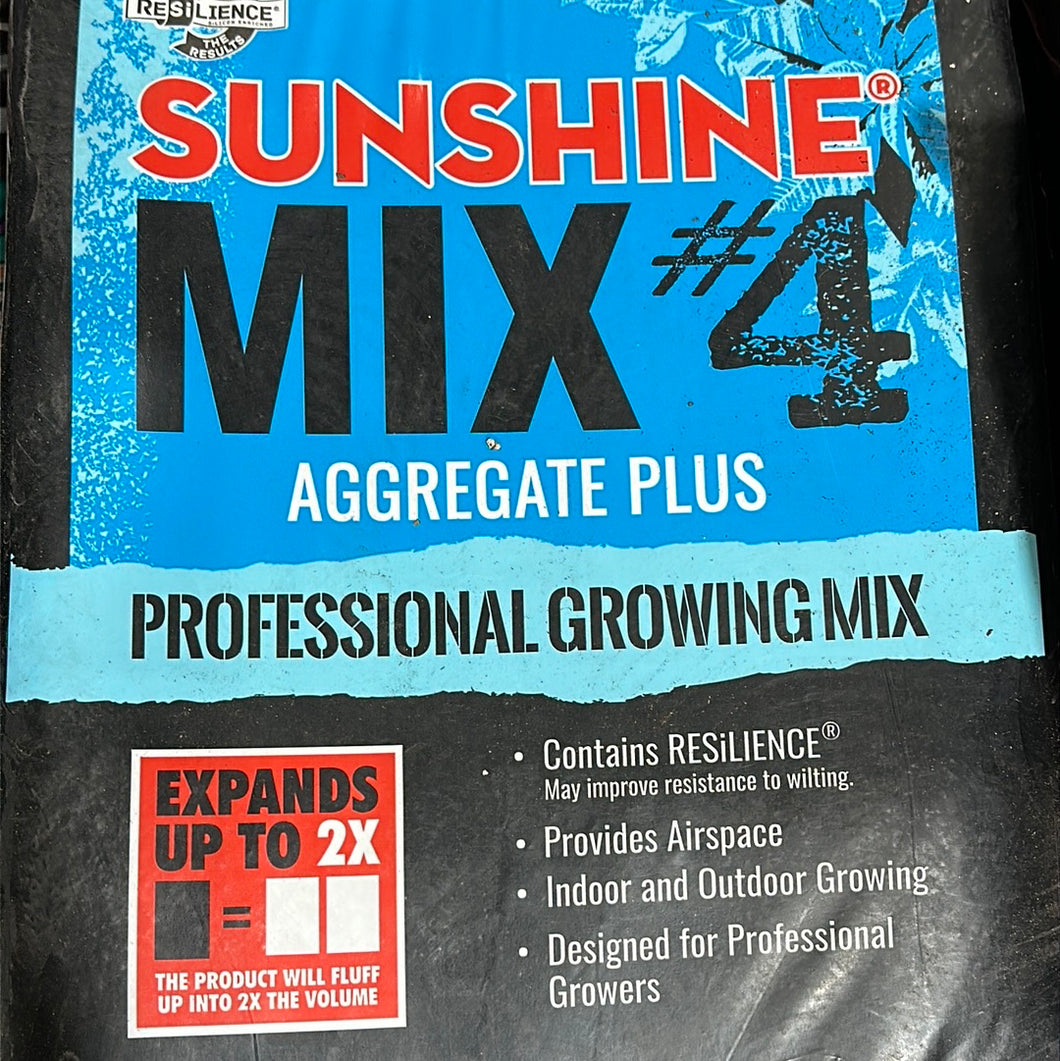 RESiLIENCE®
SILICON ENRICHED
THE
RESULTS
SUNSHINE®
MIX #4
AGGREGATE PLUS
PROFESSIONAL GROWING MIX
EXPANDS
UP TO 2X
=
THE PRODUCT WILL FLUFF
UP INTO 2X THE VOLUME
• Contains RESiLIENCE®
May improve resistance to wilting.
• Provides Airspace
• Indoor and Outdoor Growing
• Designed for Professional
Growers